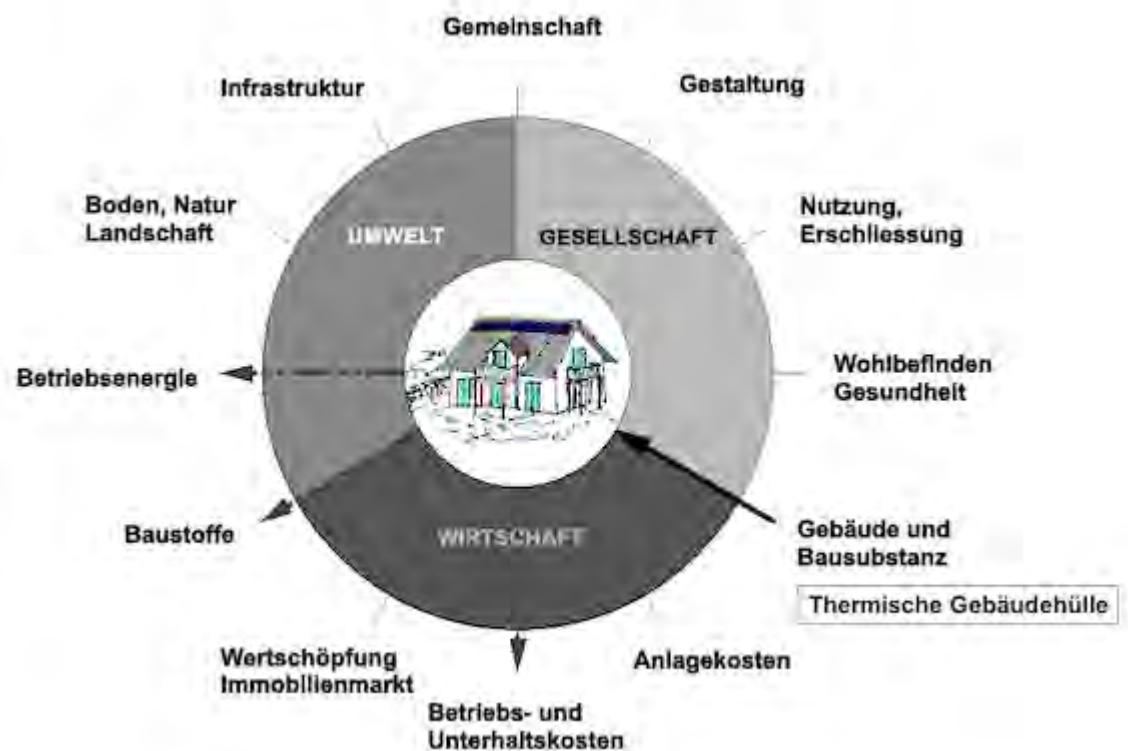 Gemeinschaft
Infrastruktur
Gestaltung
Boden, Natur
Landschaft
Nutzung,
Erschliessung
UMWELT
GESELLSCHAFT
Betriebsenergie
Wohlbefinden
Gesundheit
Baustoffe
WIRTSCHAFT
Gebäude und
Bausubstanz
Thermische Gebäudehülle
Wertschöpfung
Immobilienmarkt
Anlagekosten
Betriebs- und
Unterhaltskosten